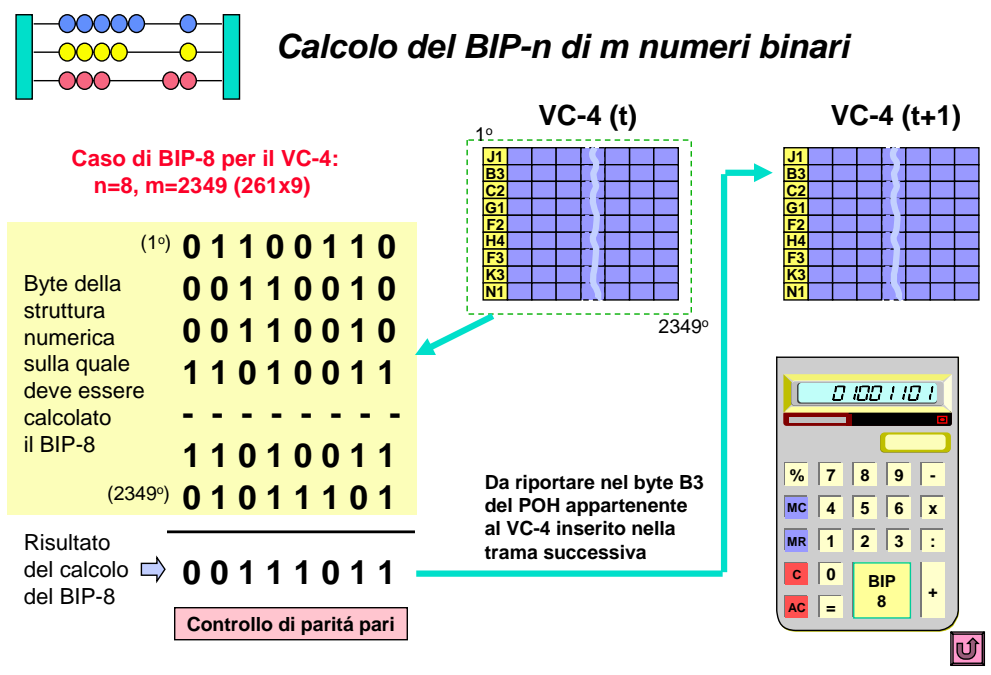 Calcolo del BIP-n di m numeri binari
Caso di BIP-8 per il VC-4:
n=8, m=2349 (261x9)
VC-4 (t)
1º
J1
B3
C2
G1
F2
H4
F3
K3
N1
2349º
VC-4 (t+1)
J1
B3
C2
G1
F2
H4
F3
K3
N1
Byte della
struttura
numerica
sulla quale
deve essere
calcolato
il BIP-8
(1º) 0 1 1 0 0 1 1 0
0 0 1 1 0 0 1 0
0 0 1 1 0 0 1 0
1 1 0 1 0 0 1 1
- - - - - - - -
1 1 0 1 0 0 1 1
(2349º) 0 1 0 1 1 1 0 1
Risultato
del calcolo
del BIP-8
0 0 1 1 1 0 1 1
Controllo di paritá pari
Da riportare nel byte B3
del POH appartenente
al VC-4 inserito nella
trama successiva
01001101
% 7 8 9 -
MC 4 5 6 x
MR 1 2 3 :
C 0 BIP 8 +
AC =